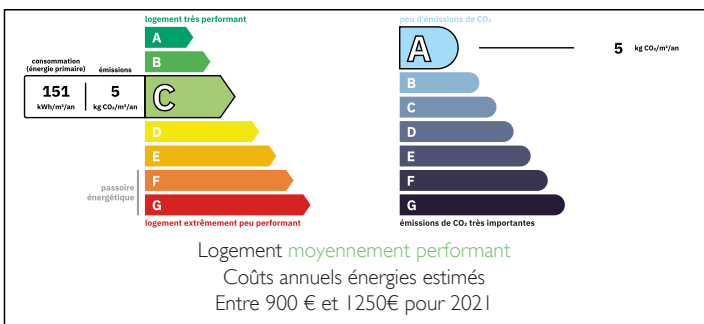 logement très performant
A
B
consommation
(énergie primaire)
émissions
151
kWh/m²/an
5
kg CO₂/m²/an
C
D
E
F
G
passoire
énergétique
logement extrêmement peu performant
peu d'émissions de CO₂
A
5 kg CO₂/m²/an
B
C
D
E
F
G
émissions de CO₂ très importantes
Logement moyennement performant
Coûts annuels énergies estimés
Entre 900 € et 1250€ pour 2021